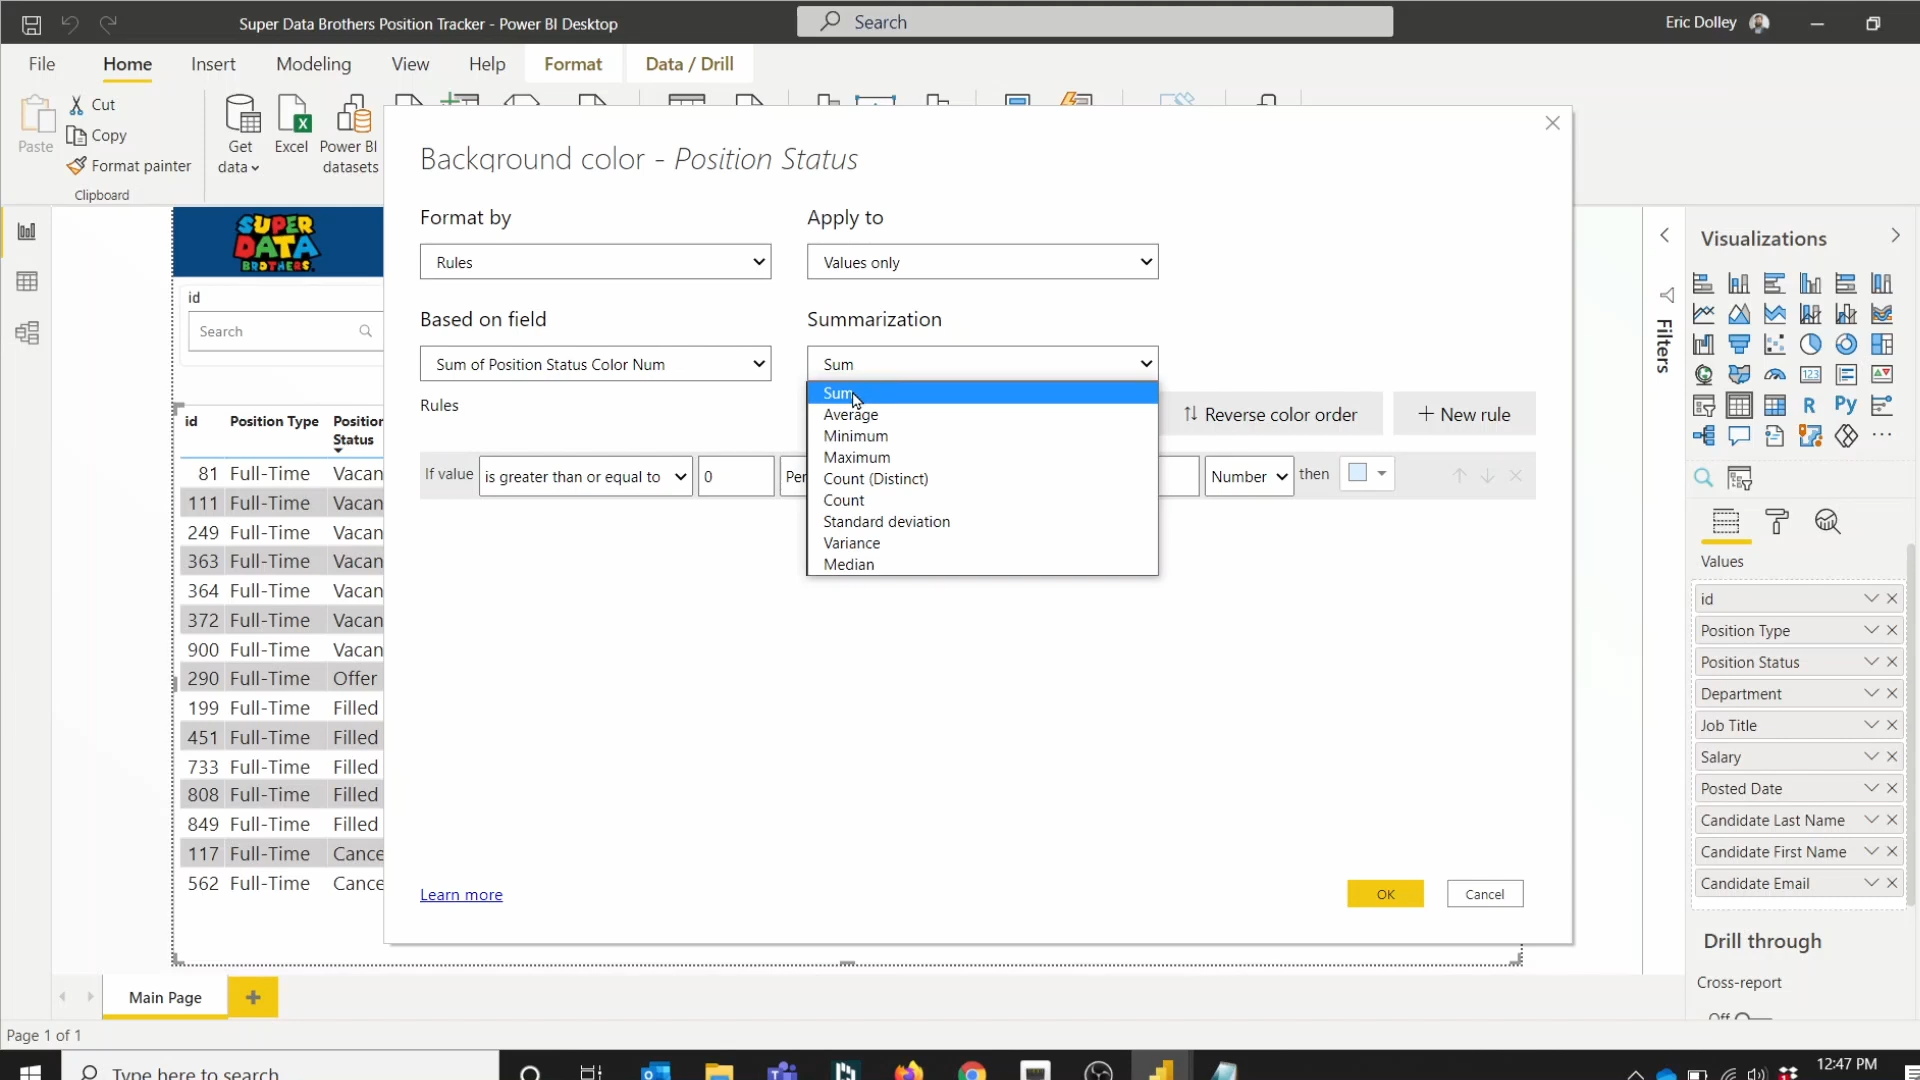 Super Data Brothers Position Tracker - Power BI Desktop
Search
Eric Dolley
File
Home
Insert
Modeling
View
Help
Format
Data / Drill
Paste
Cut
Copy
Format painter
Clipboard
Get data
Excel
Power BI datasets
Background color - Position Status
Format by
Apply to
Rules
Values only
Based on field
Summarization
Sum of Position Status Color Num
Sum
Sum
Average
Minimum
Maximum
Count (Distinct)
Count
Standard deviation
Variance
Median
Rules
Reverse color order
New rule
If value
is greater than or equal to
0
Per
Number
then
Learn more
OK
Cancel
SUPER
DATA
BROTHERS
id
Search
id Position Type Position Status
81 Full-Time Vacan
111 Full-Time Vacan
249 Full-Time Vacan
363 Full-Time Vacan
364 Full-Time Vacan
372 Full-Time Vacan
900 Full-Time Vacan
290 Full-Time Offer
199 Full-Time Filled
451 Full-Time Filled
733 Full-Time Filled
808 Full-Time Filled
849 Full-Time Filled
117 Full-Time Cance
562 Full-Time Cance
Filters
Visualizations
123
R
Py
Values
id
Position Type
Position Status
Department
Job Title
Salary
Posted Date
Candidate Last Name
Candidate First Name
Candidate Email
Drill through
Cross-report
Off
Main Page
Page 1 of 1
Type here to search
12:47 PM